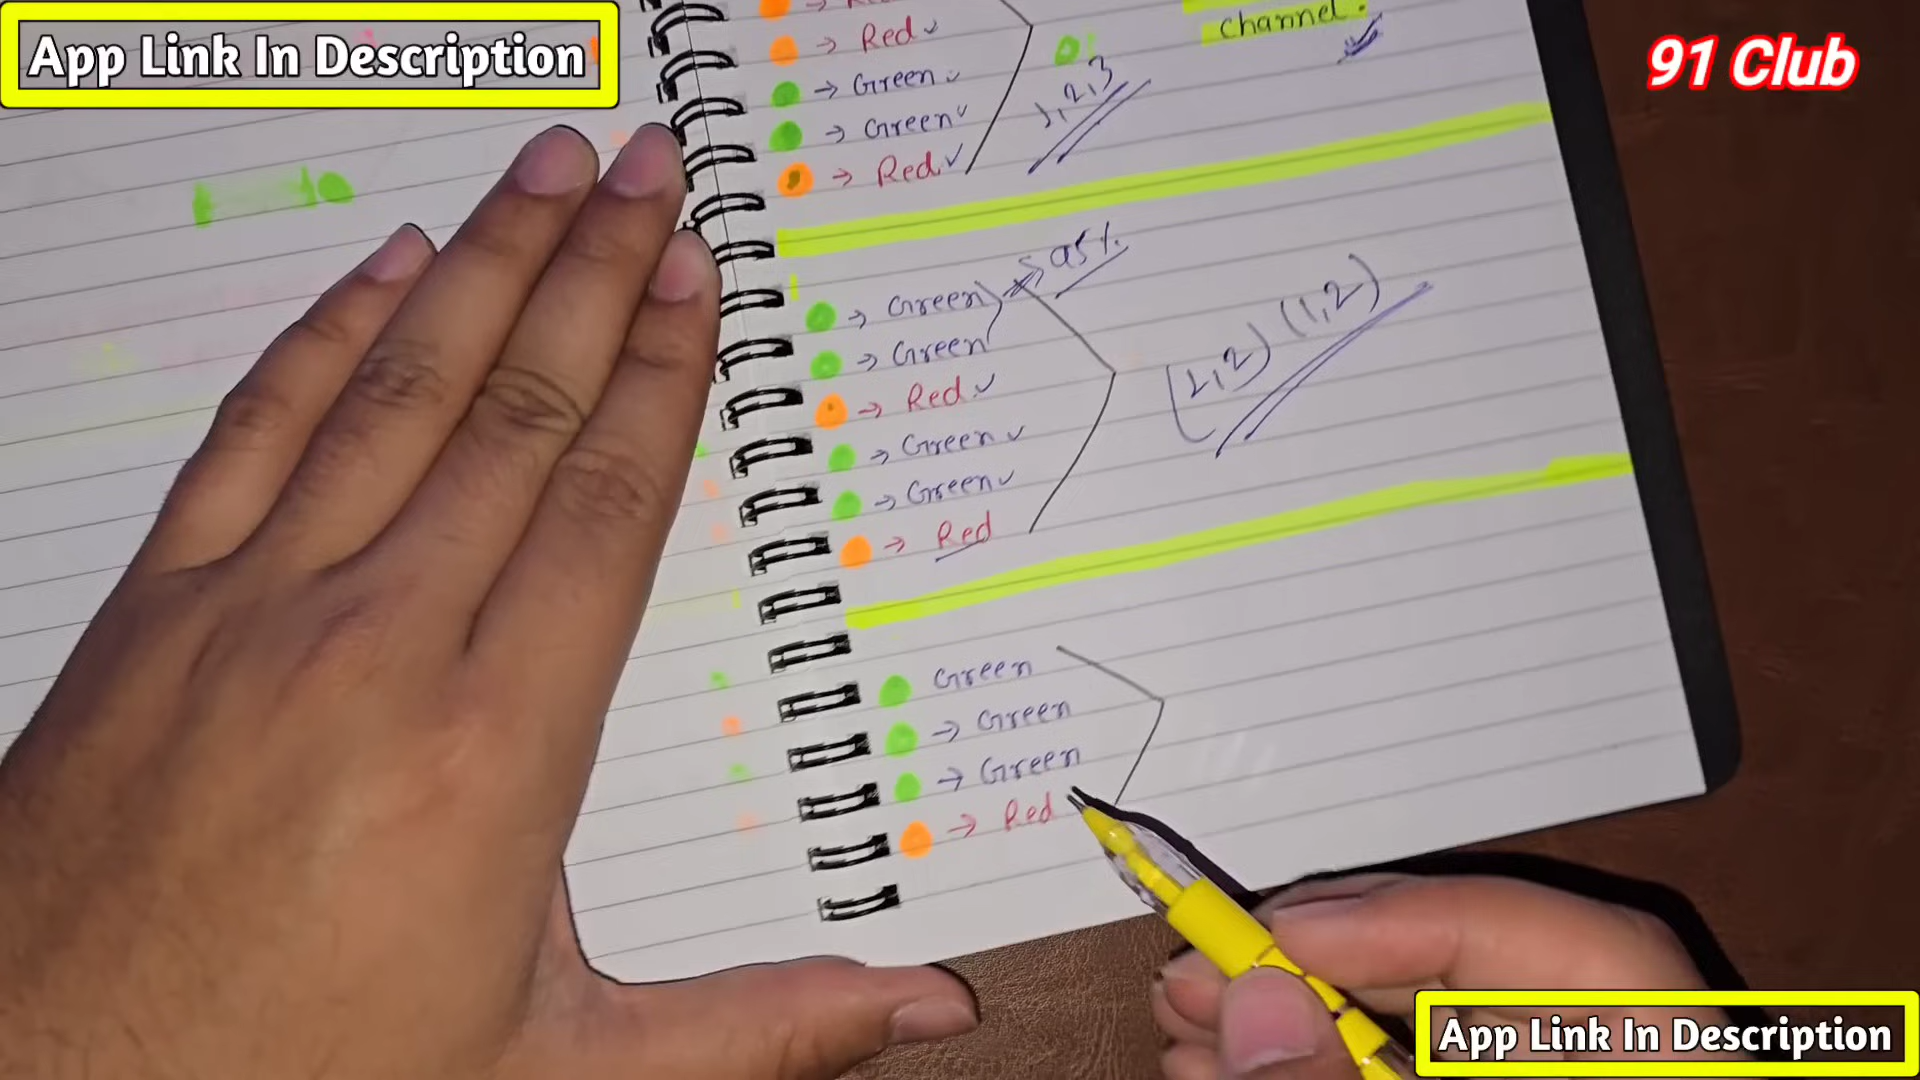 App Link In Description
91 Club
channel.
→ Red ✓
→ Green ✓
1,2,3
→ Green ✓
→ Red ✓
→ Green → 95%
→ Green
(1,2) (1,2)
→ Red ✓
→ Green ✓
→ Green ✓
→ Red
Green
→ Green
→ Green
→ Red
App Link In Description